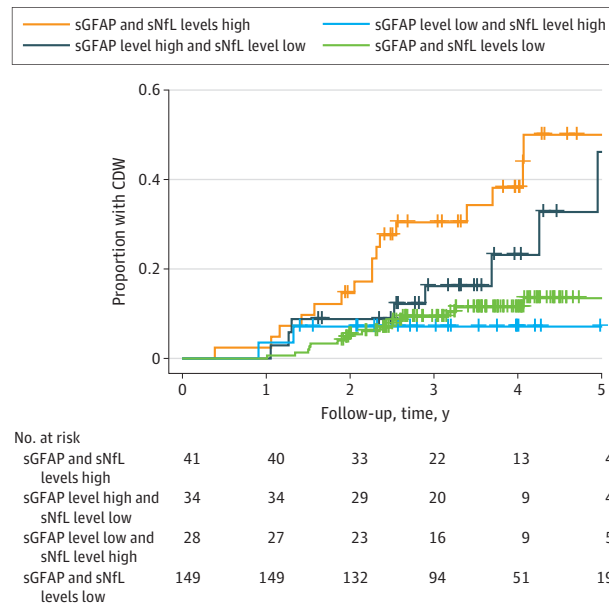 sGFAP and sNfL levels high
sGFAP level low and sNfL level high
sGFAP level high and sNfL level low
sGFAP and sNfL levels low
0.6
0.4
0.2
0
Proportion with CDW
0 1 2 3 4 5
Follow-up, time, y
No. at risk
sGFAP and sNfL levels high 41 40 33 22 13 4
sGFAP level high and sNfL level low 34 34 29 20 9 4
sGFAP level low and sNfL level high 28 27 23 16 9 5
sGFAP and sNfL levels low 149 149 132 94 51 19